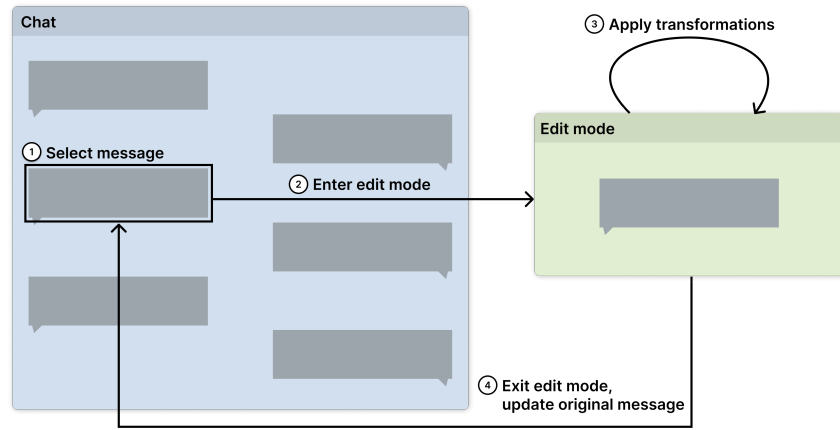 Chat
3 Apply transformations
Edit mode
1 Select message
2 Enter edit mode
4 Exit edit mode,
update original message